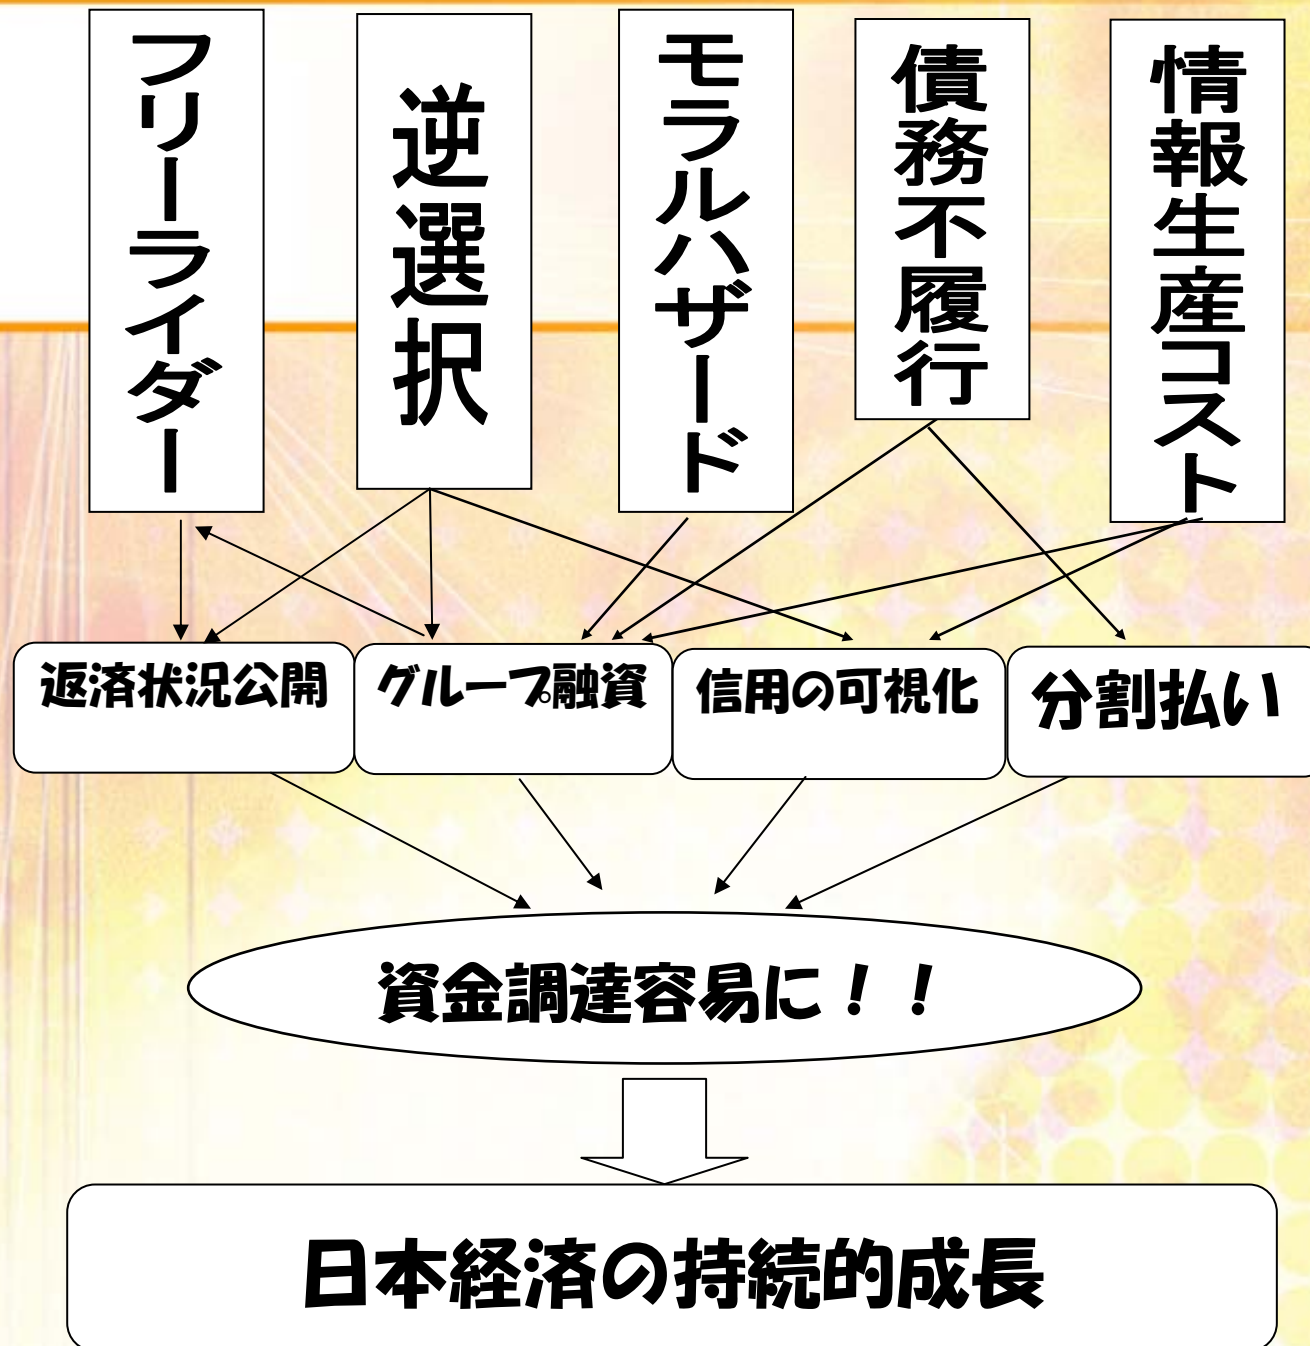 フリーライダー
逆選択
モラルハザード
債務不履行
情報生産コスト
返済状況公開
グループ融資
信用の可視化
分割払い
資金調達容易に！！
日本経済の持続的成長